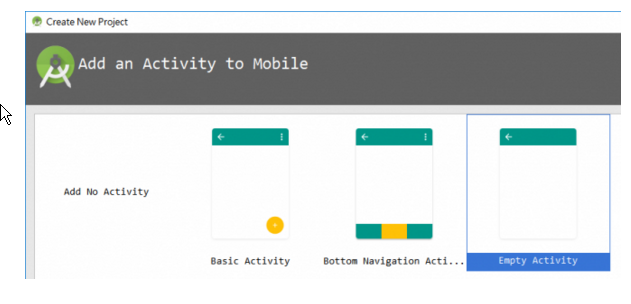 Create New Project
Add an Activity to Mobile
Add No Activity
Basic Activity
Bottom Navigation Acti...
Empty Activity